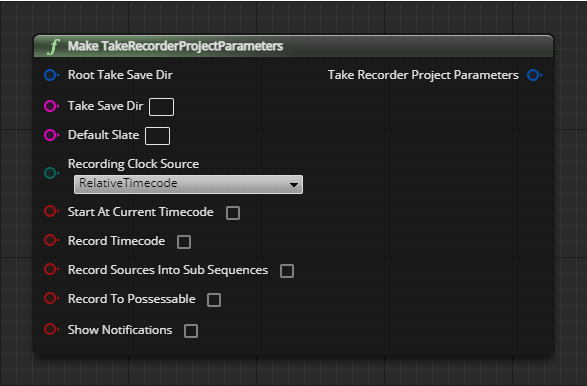 f Make TakeRecorderProjectParameters
Root Take Save Dir
Take Recorder Project Parameters
Take Save Dir
Default Slate
Recording Clock Source
RelativeTimecode
Start At Current Timecode
Record Timecode
Record Sources Into Sub Sequences
Record To Possessable
Show Notifications